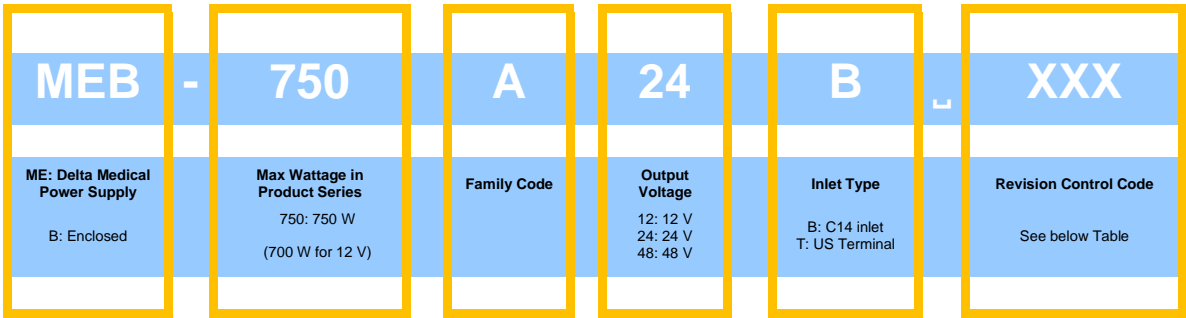 MEB - 750 A 24 B ␣ XXX
ME: Delta Medical
Power Supply
B: Enclosed
Max Wattage in
Product Series
750: 750 W
(700 W for 12 V)
Family Code
Output
Voltage
12: 12 V
24: 24 V
48: 48 V
Inlet Type
B: C14 inlet
T: US Terminal
Revision Control Code
See below Table